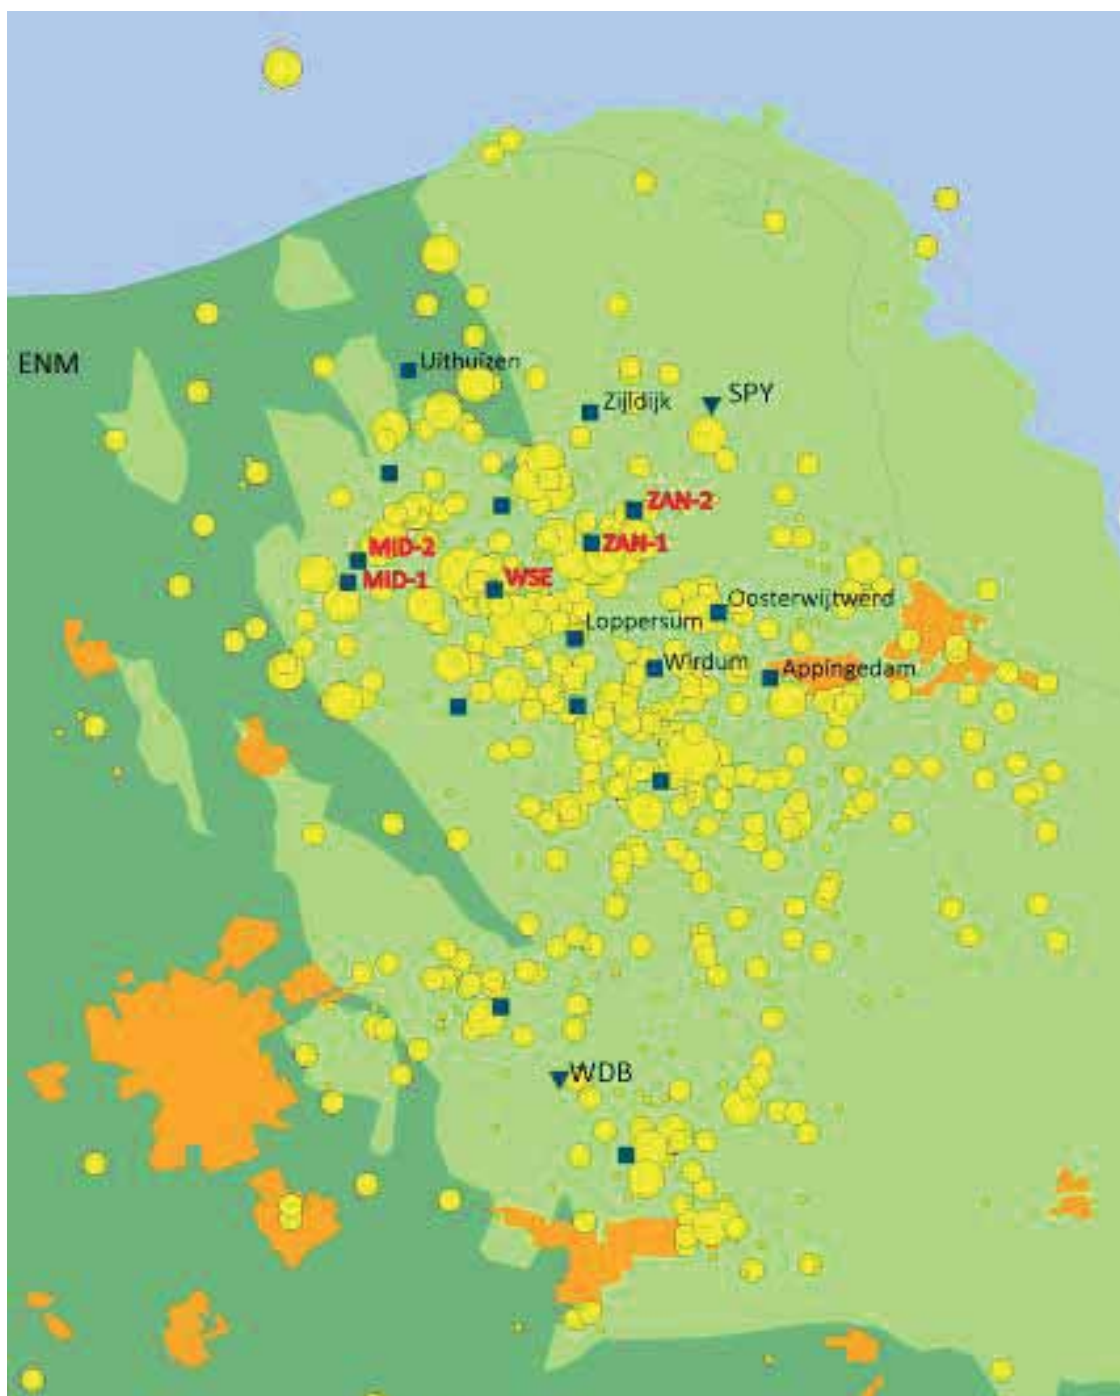 ENM
Uithuizen
Zijldijk
SPY
ZAN-2
MID-2
ZAN-1
MID-1
WSE
Oosterwijtwerd
Loppersum
Wirdum
Appingedam
WDB